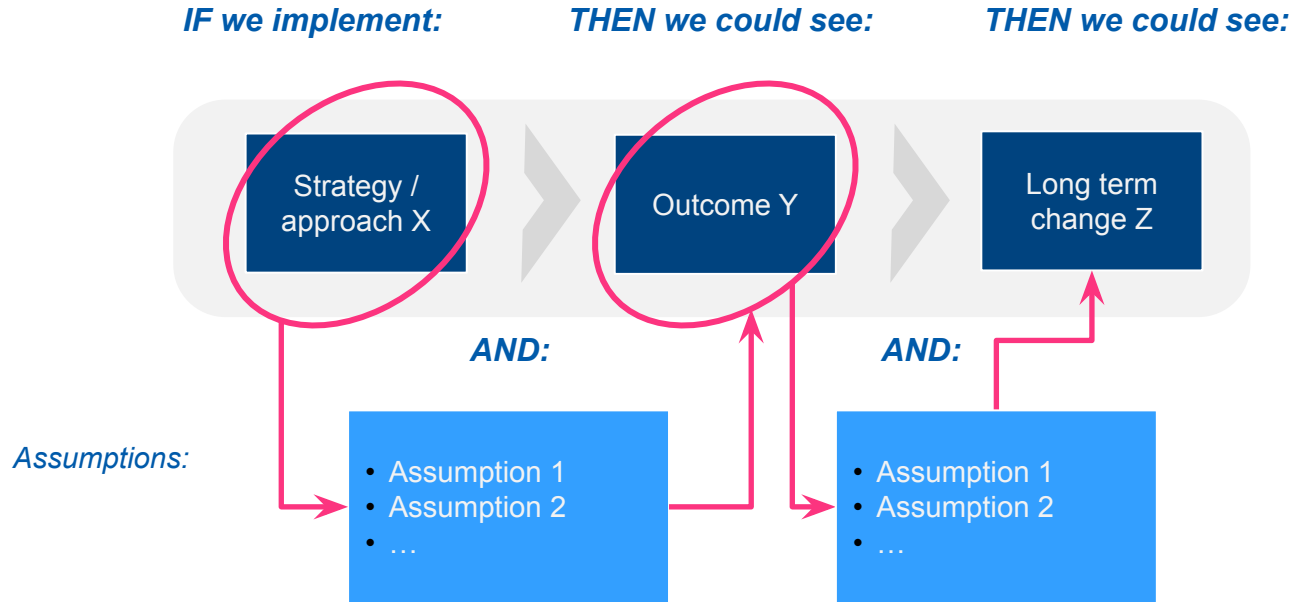 IF we implement:
THEN we could see:
THEN we could see:
Strategy /
approach X
Outcome Y
Long term
change Z
AND:
AND:
Assumptions:
• Assumption 1
• Assumption 2
• …
• Assumption 1
• Assumption 2
• …